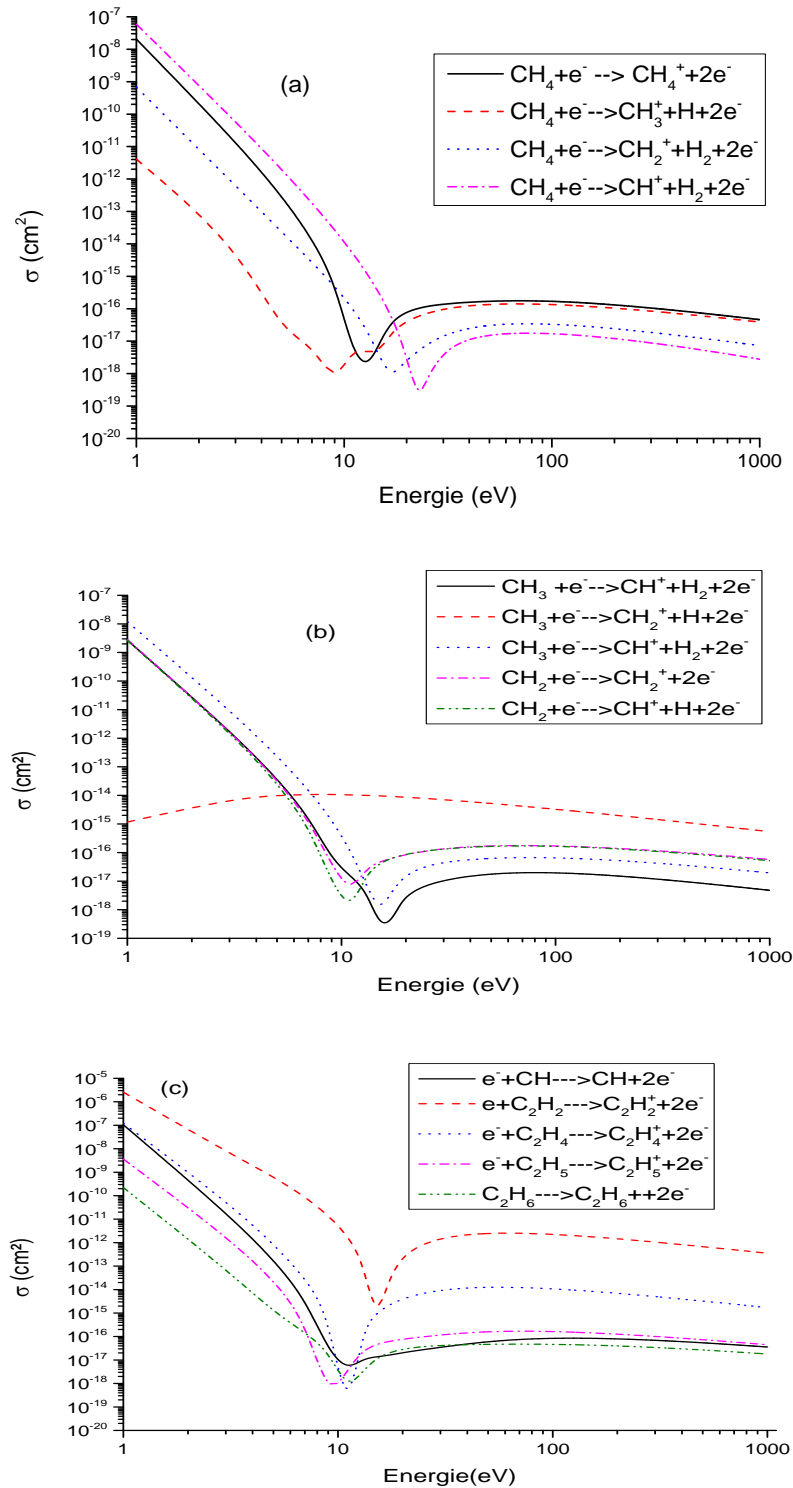 (a)
CH₄+e⁻ --> CH₄⁺+2e⁻
CH₄+e⁻-->CH₃⁺+H+2e⁻
CH₄+e⁻-->CH₂⁺+H₂+2e⁻
CH₄+e⁻-->CH⁺+H₂+2e⁻
10⁻⁷
10⁻⁸
10⁻⁹
10⁻¹⁰
10⁻¹¹
10⁻¹²
10⁻¹³
10⁻¹⁴
10⁻¹⁵
10⁻¹⁶
10⁻¹⁷
10⁻¹⁸
10⁻¹⁹
10⁻²⁰
σ (cm²)
1 10 100 1000
Energie (eV)
(b)
CH₃ +e⁻-->CH⁺+H₂+2e⁻
CH₃+e⁻-->CH₂⁺+H+2e⁻
CH₃+e⁻-->CH⁺+H₂+2e⁻
CH₂+e⁻-->CH₂⁺+2e⁻
CH₂+e⁻-->CH⁺+H+2e⁻
10⁻⁷
10⁻⁸
10⁻⁹
10⁻¹⁰
10⁻¹¹
10⁻¹²
10⁻¹³
10⁻¹⁴
10⁻¹⁵
10⁻¹⁶
10⁻¹⁷
10⁻¹⁸
10⁻¹⁹
σ (cm²)
1 10 100 1000
Energie (eV)
(c)
e⁻+CH--->CH+2e⁻
e+C₂H₂--->C₂H₂⁺+2e⁻
e⁻+C₂H₄--->C₂H₄⁺+2e⁻
e⁻+C₂H₅--->C₂H₅⁺+2e⁻
C₂H₆--->C₂H₆++2e⁻
10⁻⁵
10⁻⁶
10⁻⁷
10⁻⁸
10⁻⁹
10⁻¹⁰
10⁻¹¹
10⁻¹²
10⁻¹³
10⁻¹⁴
10⁻¹⁵
10⁻¹⁶
10⁻¹⁷
10⁻¹⁸
10⁻¹⁹
10⁻²⁰
σ (cm²)
1 10 100 1000
Energie(eV)